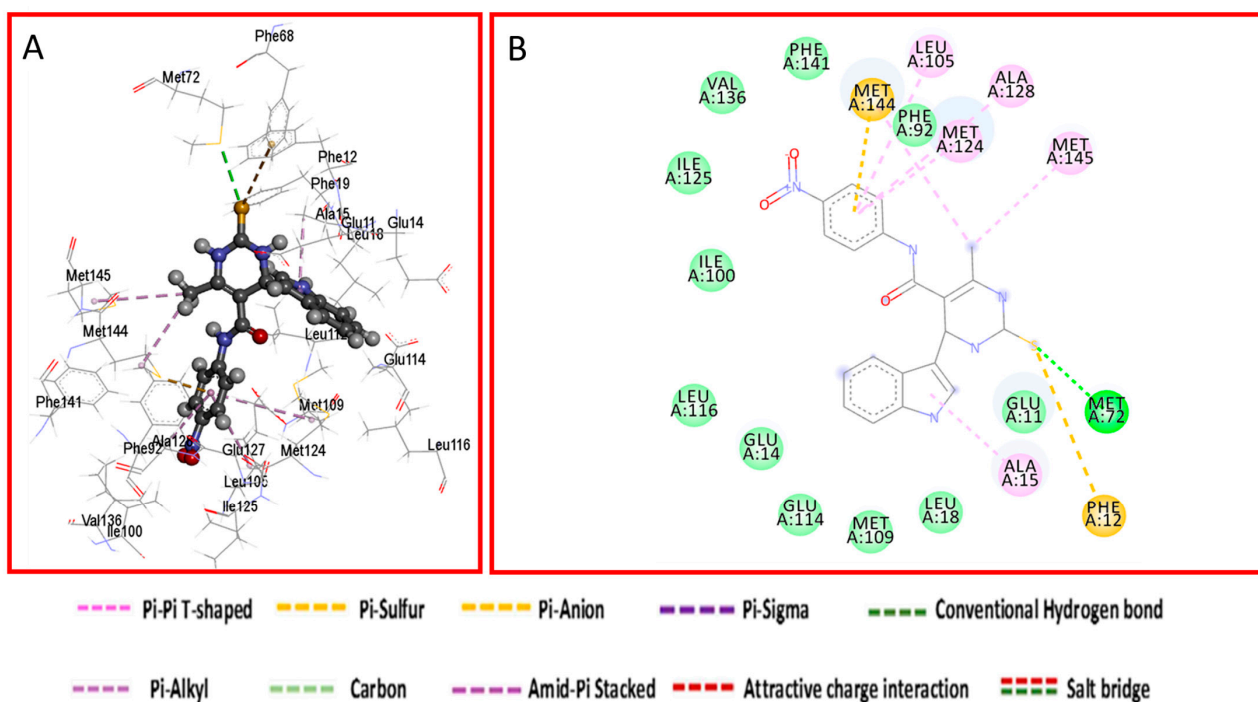 A
Phe68
Met72
Phe12
Phe19
Ala15
Glu11
Glu14
Leu18
Met145
Met144
Glu114
Phe141
Met109
Ala128
Phe92
Glu127
Met124
Leu116
Leu105
Ile125
Val136
Ile100
B
PHE
A:141
LEU
A:105
VAL
A:136
MET
A:144
ALA
A:128
PHE
A:92
MET
A:124
MET
A:145
ILE
A:125
O
N
O
ILE
A:100
N
O
N
N
LEU
A:116
GLU
A:11
MET
A:72
GLU
A:14
N
ALA
A:15
GLU
A:114
MET
A:109
LEU
A:18
PHE
A:12
Pi-Pi T-shaped
Pi-Sulfur
Pi-Anion
Pi-Sigma
Conventional Hydrogen bond
Pi-Alkyl
Carbon
Amid-Pi Stacked
Attractive charge interaction
Salt bridge